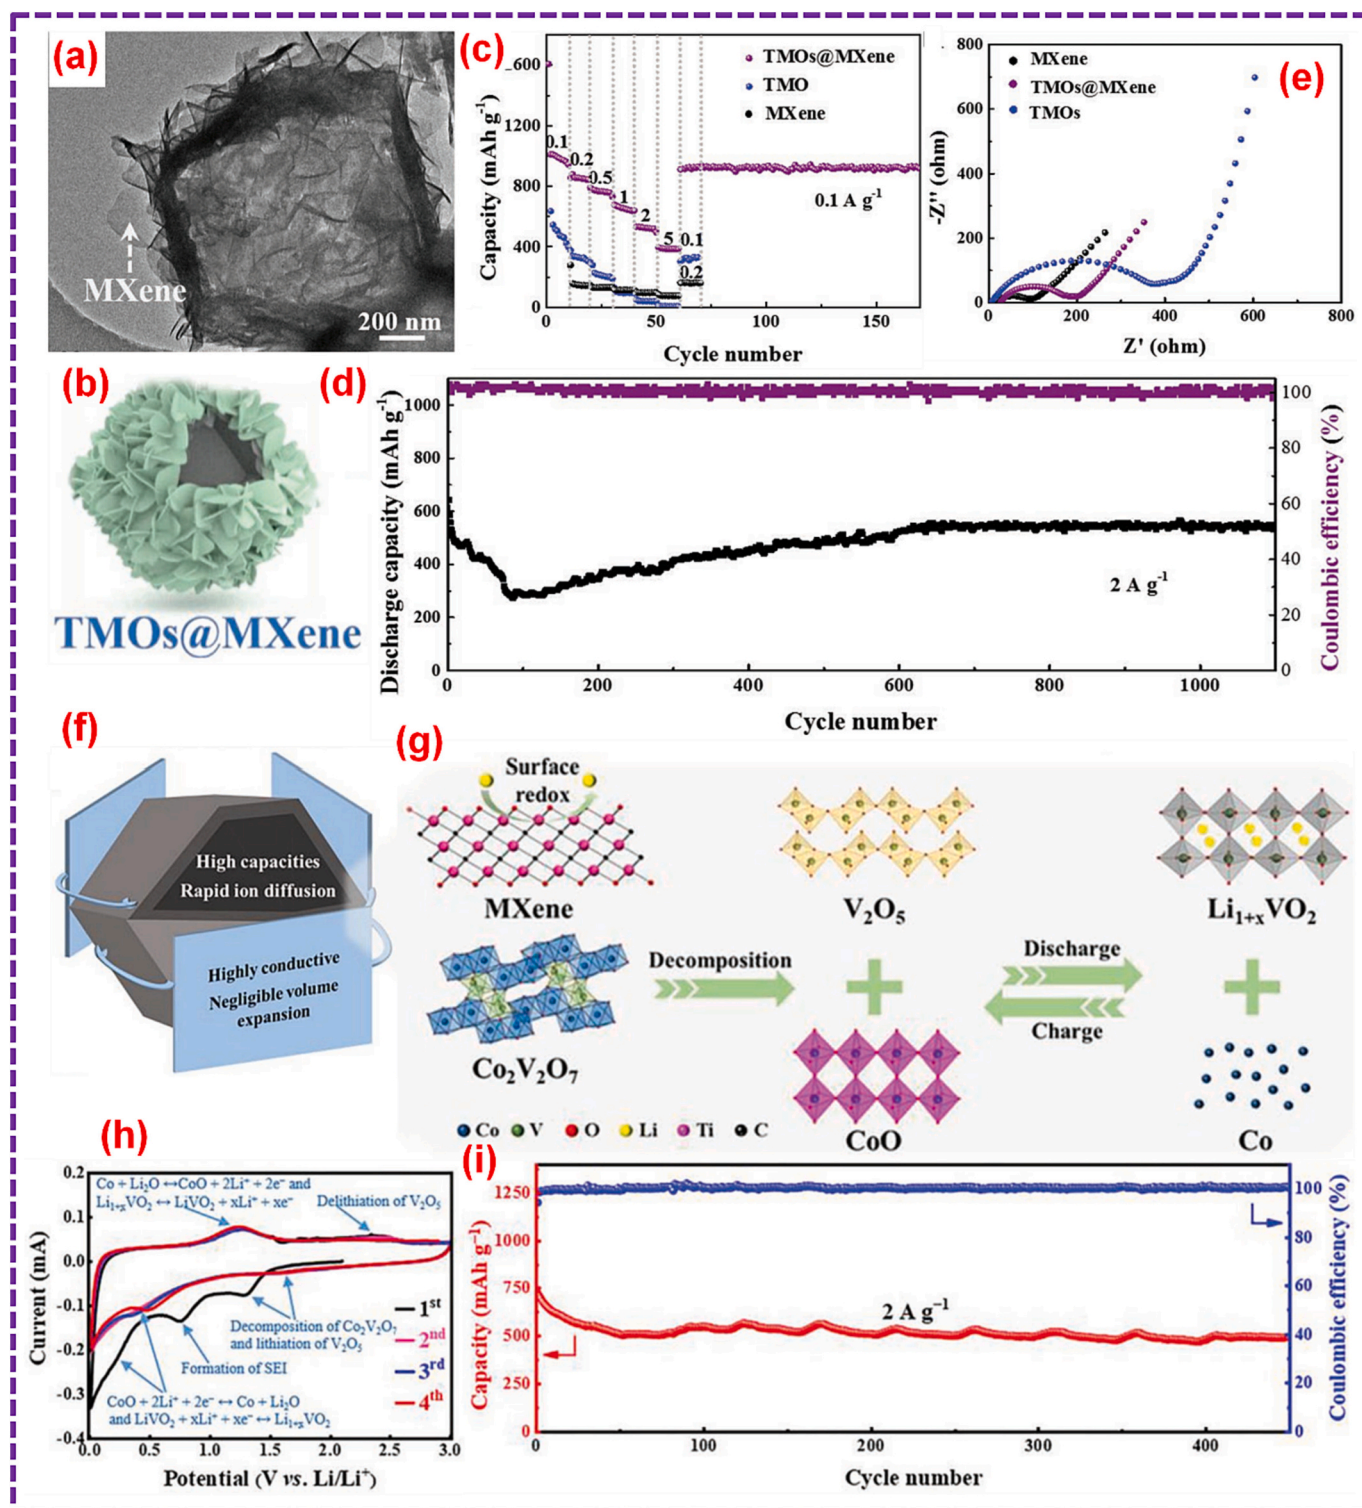 (a)
MXene
200 nm
(b)
TMOs@MXene
(c)
Capacity (mAh g⁻¹)
600
1200
800
400
0
TMOs@MXene
TMO
MXene
0.1
0.2
0.5
1
2
5
0.1
0.2
0.1 A g⁻¹
0
50
100
150
Cycle number
(e)
-Z'' (ohm)
800
600
400
200
0
MXene
TMOs@MXene
TMOs
0
200
400
600
800
Z' (ohm)
(d)
Discharge capacity (mAh g⁻¹)
1000
800
600
400
200
0
2 A g⁻¹
100
80
60
40
20
0
Coulombic efficiency (%)
0
200
400
600
800
1000
Cycle number
(f)
High capacities
Rapid ion diffusion
Highly conductive
Negligible volume
expansion
(g)
Surface
redox
MXene
V₂O₅
Li₁₊ₓVO₂
Decomposition
Discharge
Charge
Co₂V₂O₇
CoO
Co
Co V O Li Ti C
(h)
Current (mA)
0.2
0.1
0.0
-0.1
-0.2
-0.3
-0.4
Co + Li₂O ↔CoO + 2Li⁺ + 2e⁻ and
Li₁₊ₓVO₂ ↔ LiVO₂ + xLi⁺ + xe⁻
Delithiation of V₂O₅
Decomposition of Co₂V₂O₇
and lithiation of V₂O₅
Formation of SEI
CoO + 2Li⁺ + 2e⁻ ↔ Co + Li₂O
and LiVO₂ + xLi⁺ + xe⁻ ↔ Li₁₊ₓVO₂
1ˢᵗ
2ⁿᵈ
3ʳᵈ
4ᵗʰ
0.0
0.5
1.0
1.5
2.0
2.5
3.0
Potential (V vs. Li/Li⁺)
(i)
Capacity (mAh g⁻¹)
1250
1000
750
500
250
0
2 A g⁻¹
100
80
60
40
20
0
Coulombic efficiency (%)
0
100
200
300
400
Cycle number